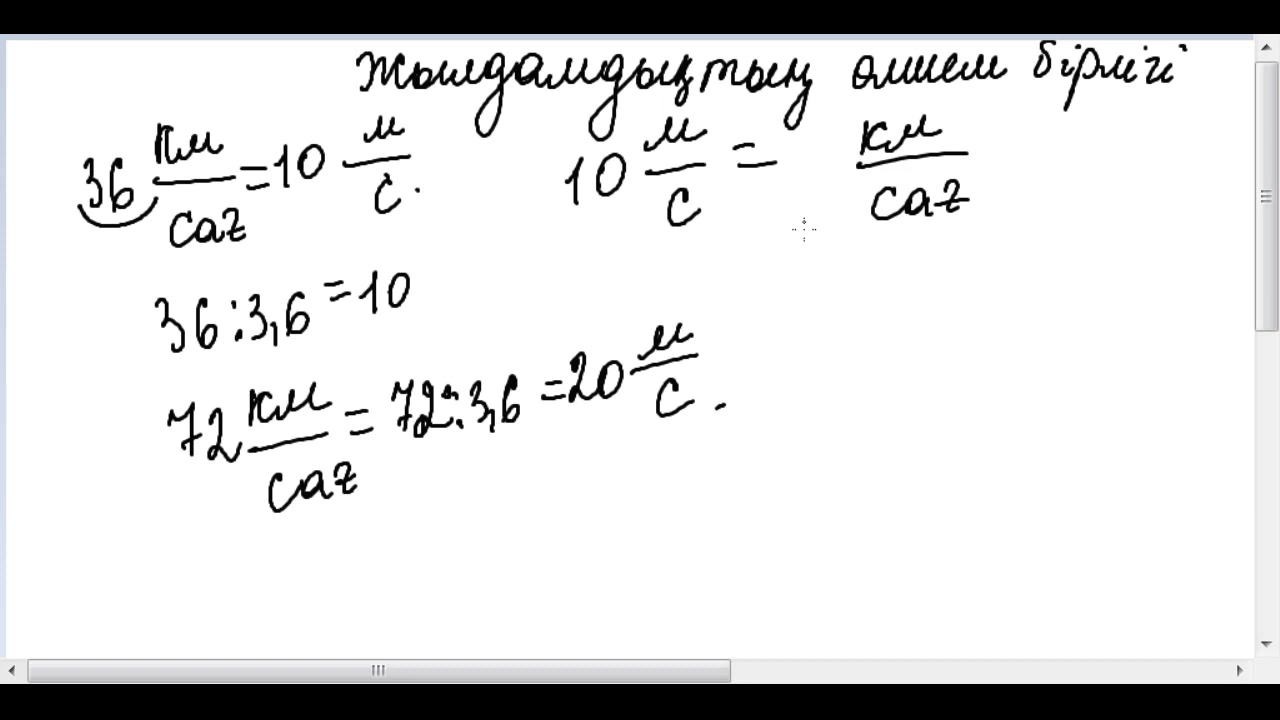 Жылдамдықтың өлшем бірлігі
36 км/сағ = 10 м/с. 10 м/с = км/сағ
36:3,6 = 10
72 км/сағ = 72:3,6 = 20 м/с.